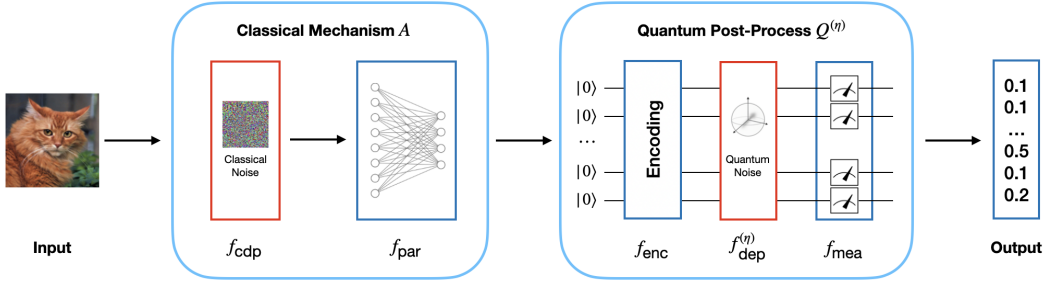 Classical Mechanism A
Quantum Post-Process Q^(η)
Classical
Noise
|0⟩
|0⟩
...
|0⟩
|0⟩
Encoding
Quantum
Noise
0.1
0.1
...
0.5
0.1
0.2
Input
f_cdp
f_par
f_enc
f_dep^(η)
f_mea
Output